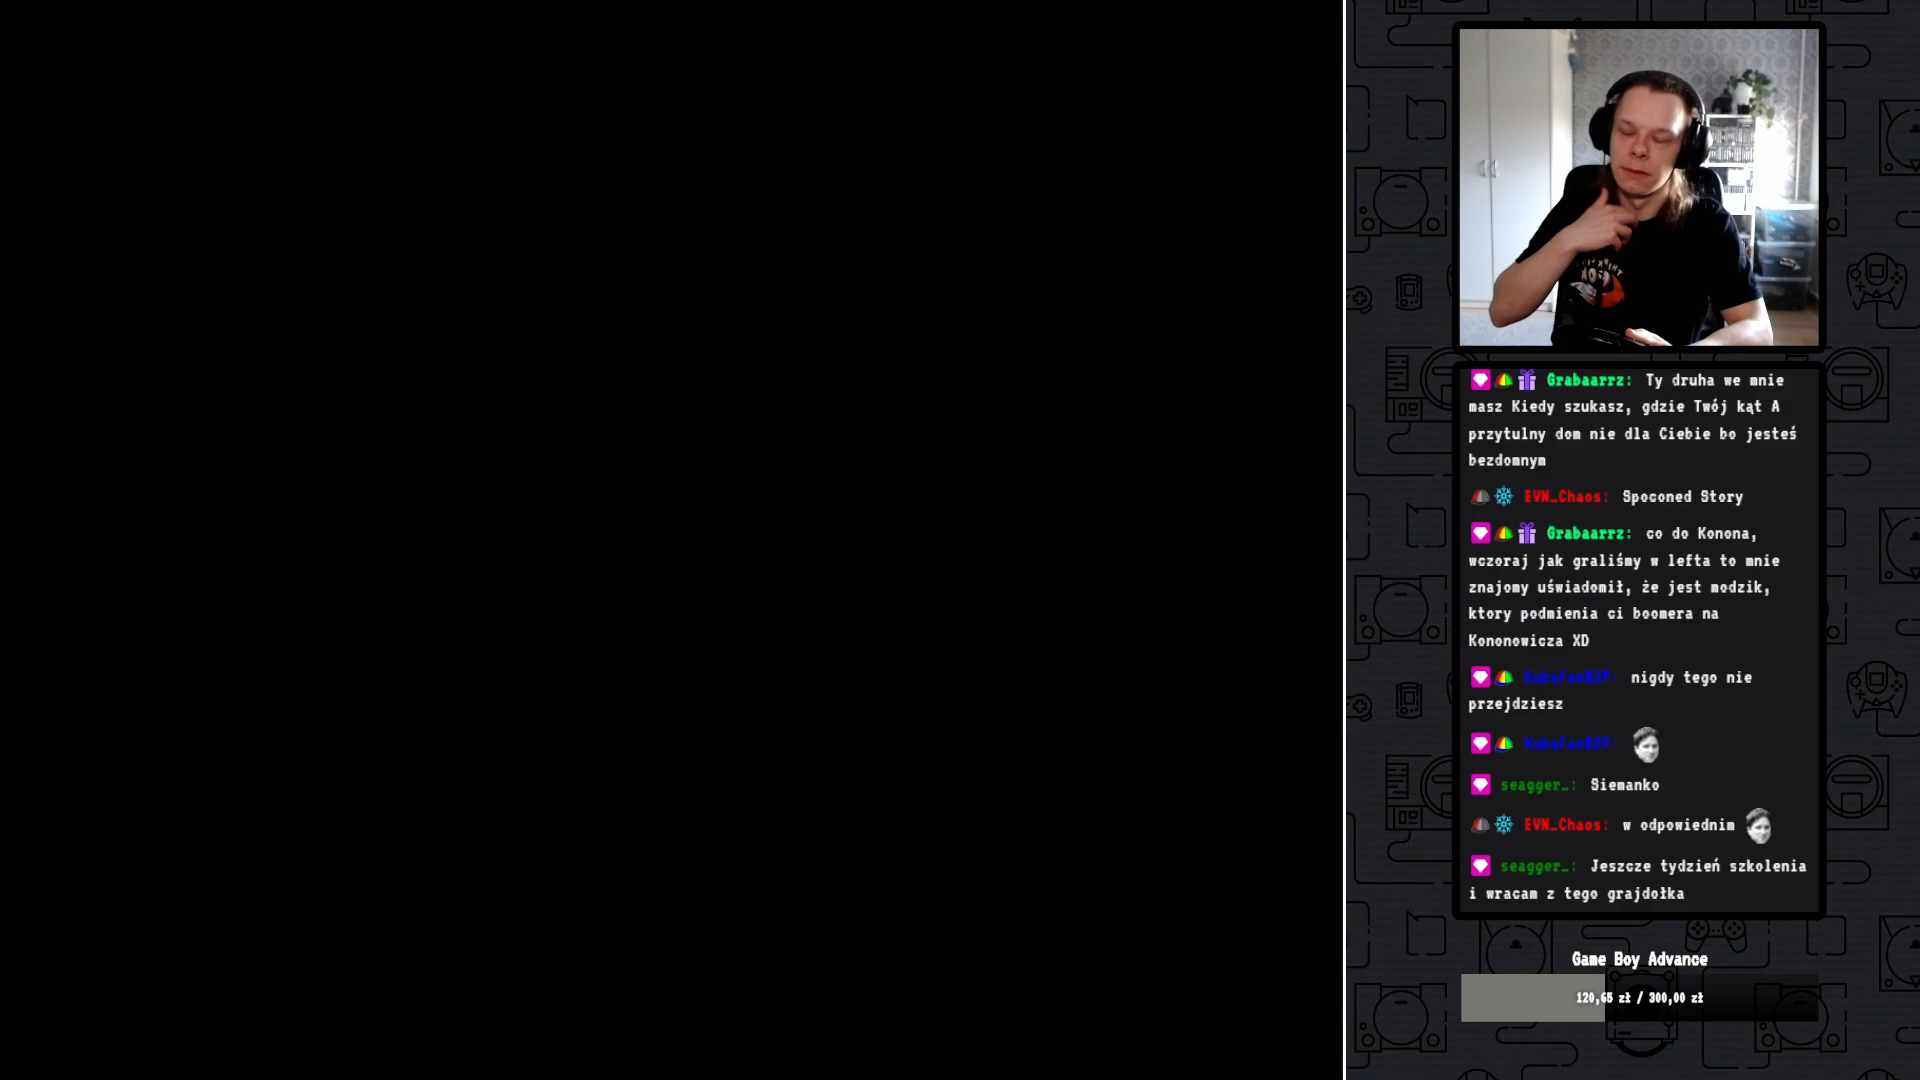 Grabaarrz: Ty druha we mnie
masz Kiedy szukasz, gdzie Twój kąt A
przytulny dom nie dla Ciebie bo jesteś
bezdomnym
EVN_Chaos: Spoconed Story
Grabaarrz: co do Konona,
wczoraj jak graliśmy w lefta to mnie
znajomy uświadomił, że jest modzik,
ktory podmienia ci boomera na
Kononowicza XD
KubaFanBZP: nigdy tego nie
przejdziesz
KubaFanBZP:
seagger_: Siemanko
EVN_Chaos: w odpowiednim
seagger_: Jeszcze tydzień szkolenia
i wracam z tego grajdołka
Game Boy Advance
120,65 zł / 300,00 zł